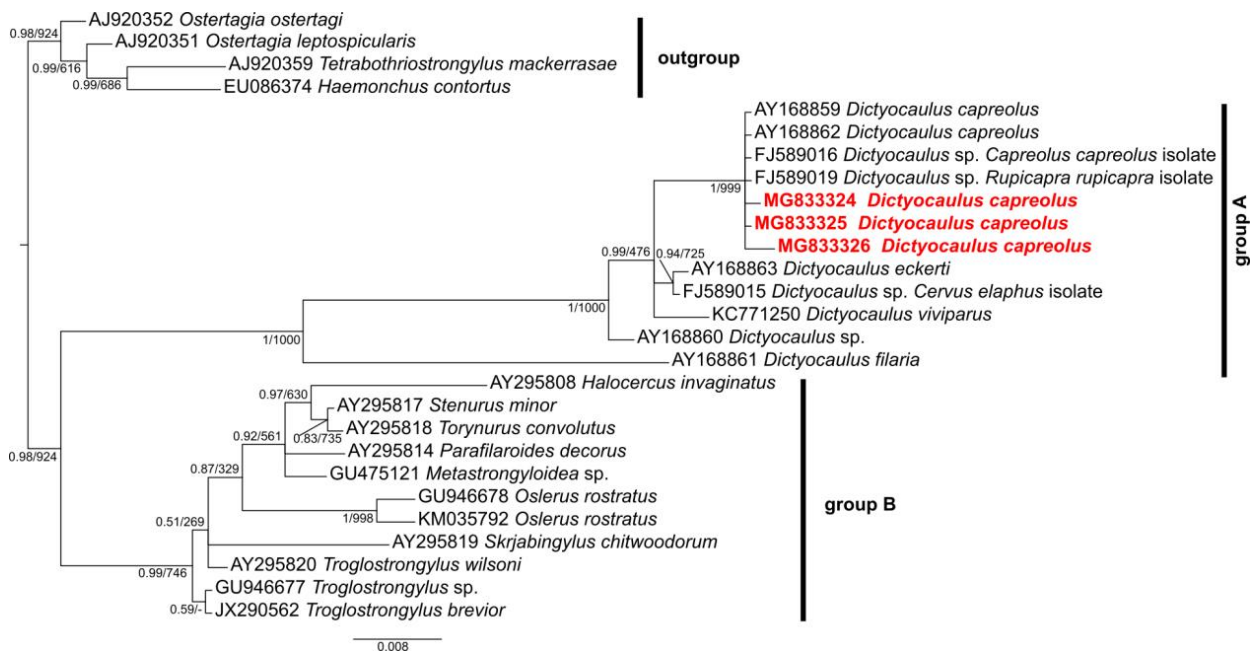 AJ920352 Ostertagia ostertagi
0.98/924
AJ920351 Ostertagia leptospicularis
0.99/616
AJ920359 Tetrabothriostrongylus mackerrasae
0.99/686
EU086374 Haemonchus contortus
outgroup
AY168859 Dictyocaulus capreolus
AY168862 Dictyocaulus capreolus
FJ589016 Dictyocaulus sp. Capreolus capreolus isolate
FJ589019 Dictyocaulus sp. Rupicapra rupicapra isolate
1/999
MG833324 Dictyocaulus capreolus
MG833325 Dictyocaulus capreolus
MG833326 Dictyocaulus capreolus
0.99/476
0.94/725
AY168863 Dictyocaulus eckerti
FJ589015 Dictyocaulus sp. Cervus elaphus isolate
1/1000
KC771250 Dictyocaulus viviparus
1/1000
AY168860 Dictyocaulus sp.
AY168861 Dictyocaulus filaria
group A
AY295808 Halocercus invaginatus
0.97/630
AY295817 Stenurus minor
AY295818 Torynurus convolutus
0.83/735
0.92/561
AY295814 Parafilaroides decorus
0.98/924
0.87/329
GU475121 Metastrongyloidea sp.
GU946678 Oslerus rostratus
1/998
KM035792 Oslerus rostratus
0.51/269
AY295819 Skrjabingylus chitwoodorum
AY295820 Troglostrongylus wilsoni
0.99/746
GU946677 Troglostrongylus sp.
0.59/-
JX290562 Troglostrongylus brevior
group B
0.008